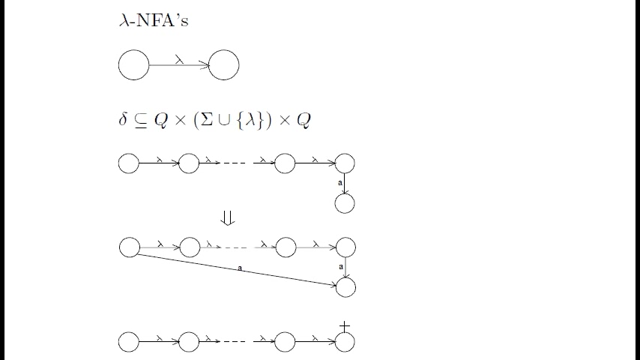 λ-NFA's
λ
δ ⊆ Q × (Σ ∪ {λ}) × Q
λ λ λ λ
a
⇓
λ λ λ λ
a a
λ λ λ λ